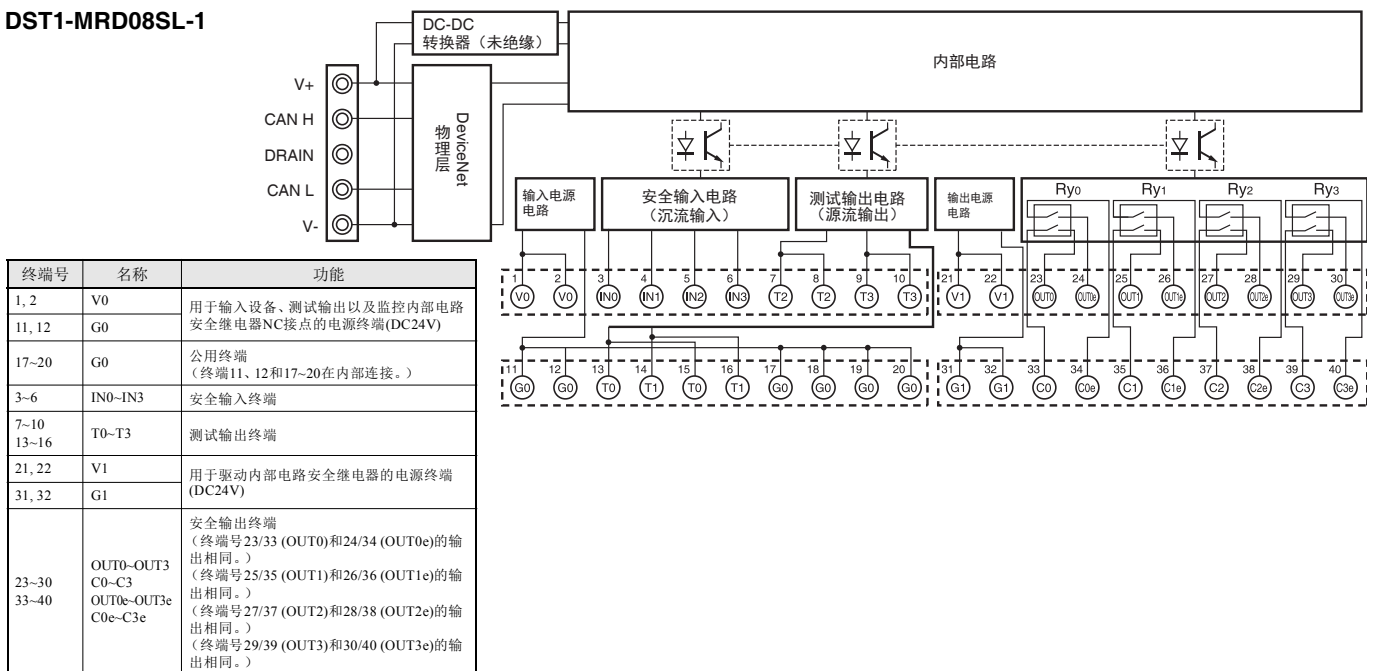 DST1-MRD08SL-1
DC-DC
转换器（未绝缘）
内部电路
V+
CAN H
DRAIN
CAN L
V-
DeviceNet
物理层
输入电源
电路
安全输入电路
（沉流输入）
测试输出电路
（源流输出）
输出电源
电路
Ry0 Ry1 Ry2 Ry3
1 2 3 4 5 6 7 8 9 10
V0 V0 IN0 IN1 IN2 IN3 T2 T2 T3 T3
21 22 23 24 25 26 27 28 29 30
V1 V1 OUT0 OUT0e OUT1 OUT1e OUT2 OUT2e OUT3 OUT3e
11 12 13 14 15 16 17 18 19 20
G0 G0 T0 T1 T0 T1 G0 G0 G0 G0
31 32 33 34 35 36 37 38 39 40
G1 G1 C0 C0e C1 C1e C2 C2e C3 C3e
终端号 名称 功能
1, 2 V0
11, 12 G0
用于输入设备、测试输出以及监控内部电路
安全继电器NC接点的电源终端(DC24V)
17~20 G0 公用终端
（终端11、12和17~20在内部连接。）
3~6 IN0~IN3 安全输入终端
7~10
13~16
T0~T3 测试输出终端
21, 22 V1
31, 32 G1
用于驱动内部电路安全继电器的电源终端
(DC24V)
23~30
33~40
OUT0~OUT3
C0~C3
OUT0e~OUT3e
C0e~C3e
安全输出终端
（终端号23/33 (OUT0)和24/34 (OUT0e)的输
出相同。）
（终端号25/35 (OUT1)和26/36 (OUT1e)的输
出相同。）
（终端号27/37 (OUT2)和28/38 (OUT2e)的输
出相同。）
（终端号29/39 (OUT3)和30/40 (OUT3e)的输
出相同。）